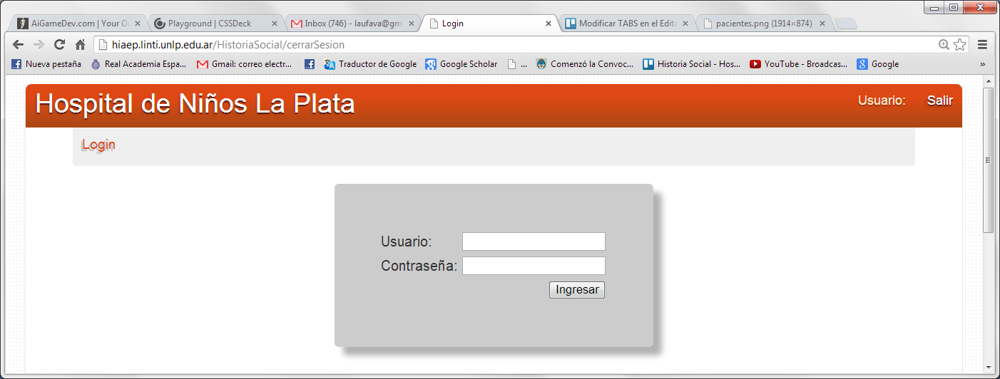 AiGameDev.com | Your O
Playground | CSSDeck
Inbox (746) - laufava@gm
Login
Modificar TABS en el Edita
pacientes.png (1914×874)
hiaep.linti.unlp.edu.ar/HistoriaSocial/cerrarSesion
Nueva pestaña
Real Academia Espa...
Gmail: correo electr...
Traductor de Google
Google Scholar
...
Comenzó la Convoc...
Historia Social - Hos...
YouTube - Broadcas...
Google
»
Hospital de Niños La Plata
Usuario:
Salir
Login
Usuario:
Contraseña:
Ingresar